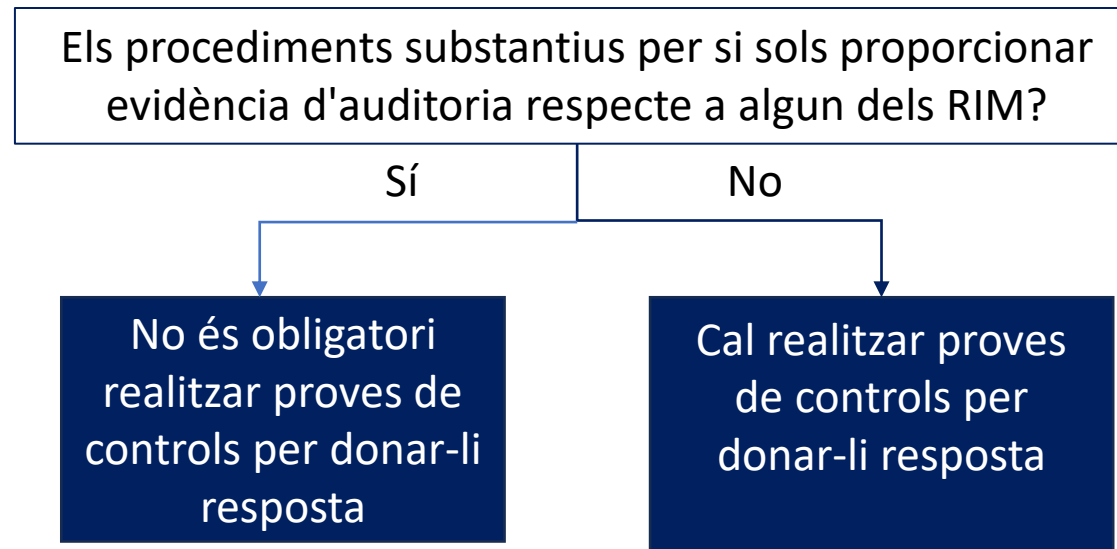 Els procediments substantius per si sols proporcionar
evidència d'auditoria respecte a algun dels RIM?
Sí
No
No és obligatori
realitzar proves de
controls per donar-li
resposta
Cal realitzar proves
de controls per
donar-li resposta